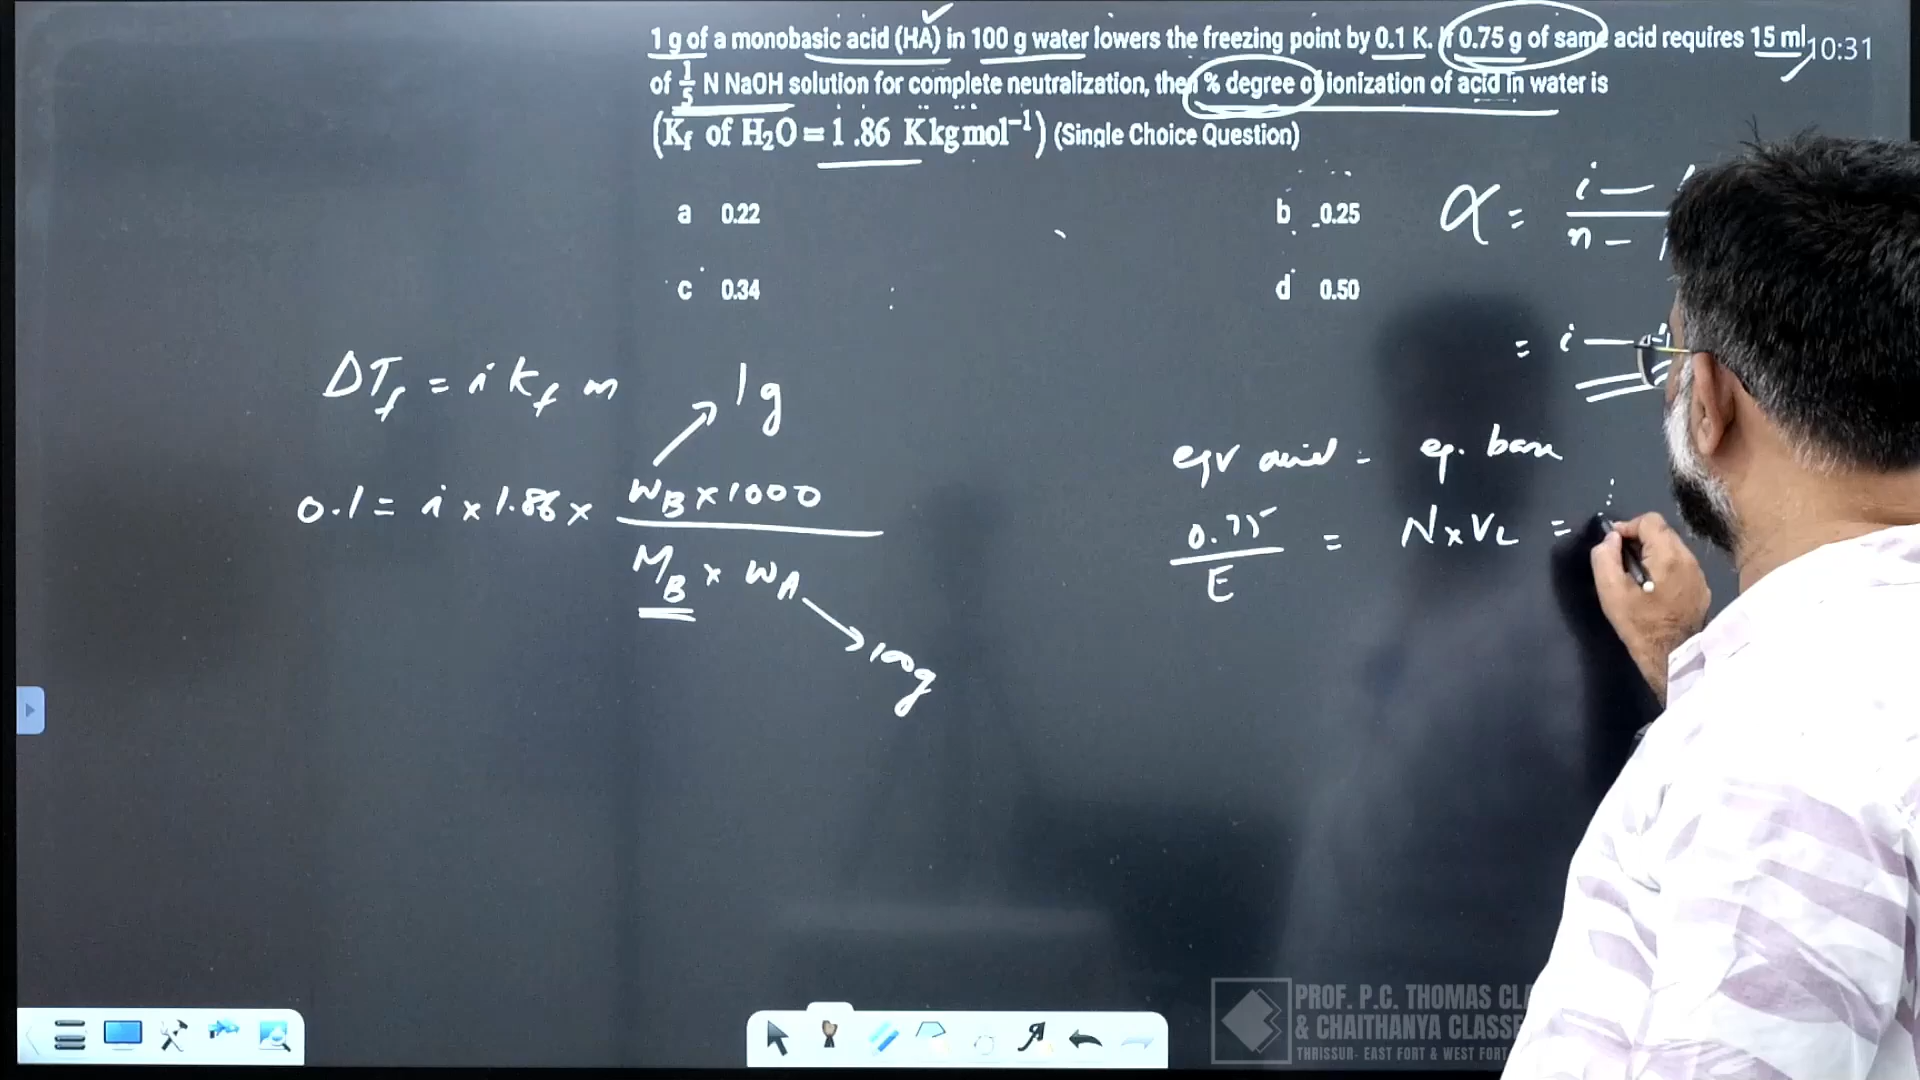 1 g of a monobasic acid (HA) in 100 g water lowers the freezing point by 0.1 K. If 0.75 g of same acid requires 15 ml
10:31
of 1/5 N NaOH solution for complete neutralization, then % degree of ionization of acid in water is
(Kf of H₂O = 1.86 K kg mol⁻¹) (Single Choice Question)
a 0.22
b 0.25
c 0.34
d 0.50
α = i – / n –
= i –
ΔTf = i Kf m
1g
0.1 = i × 1.86 × WB × 1000 / MB × WA
100g
eqv acid = eq. base
0.75 / E = N × VL =
PROF. P.C. THOMAS
& CHAITHANYA
THRISSUR- EAST FORT & WEST FORT